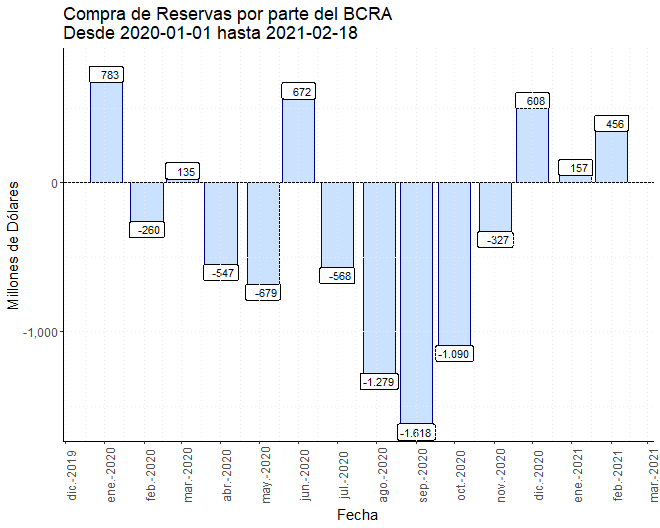 Compra de Reservas por parte del BCRA
Desde 2020-01-01 hasta 2021-02-18
Millones de Dólares
0
-1,000
783
-260
135
-547
-679
672
-568
-1.279
-1.618
-1.090
-327
608
157
456
dic.-2019
ene.-2020
feb.-2020
mar.-2020
abr.-2020
may.-2020
jun.-2020
jul.-2020
ago.-2020
sep.-2020
oct.-2020
nov.-2020
dic.-2020
ene.-2021
feb.-2021
mar.-2021
Fecha